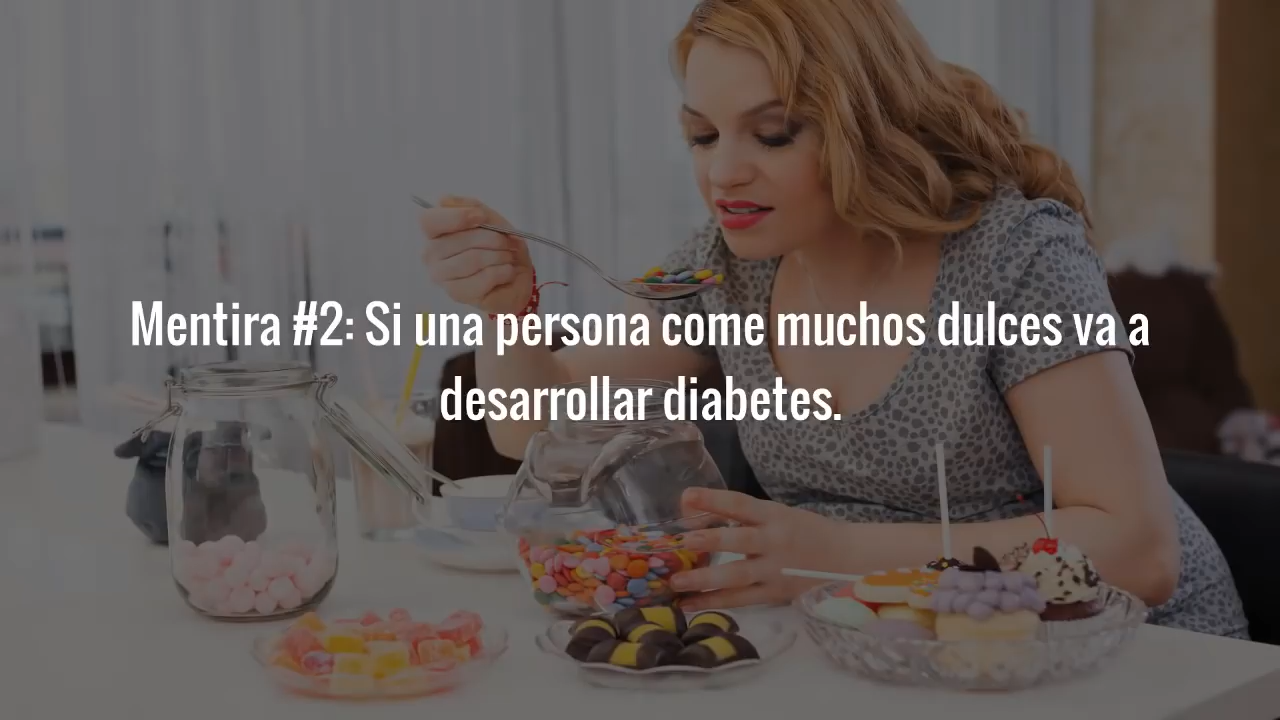 Mentira #2: Si una persona come muchos dulces va a
desarrollar diabetes.